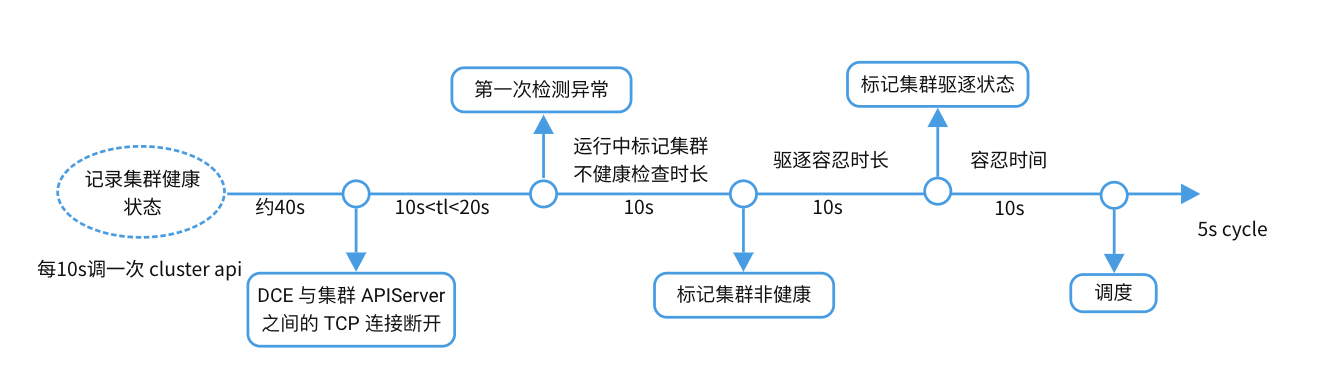 记录集群健康
状态
每10s调一次 cluster api
约40s
DCE 与集群 APIServer
之间的 TCP 连接断开
10s<tl<20s
第一次检测异常
运行中标记集群
不健康检查时长
10s
标记集群非健康
驱逐容忍时长
10s
标记集群驱逐状态
容忍时间
10s
调度
5s cycle